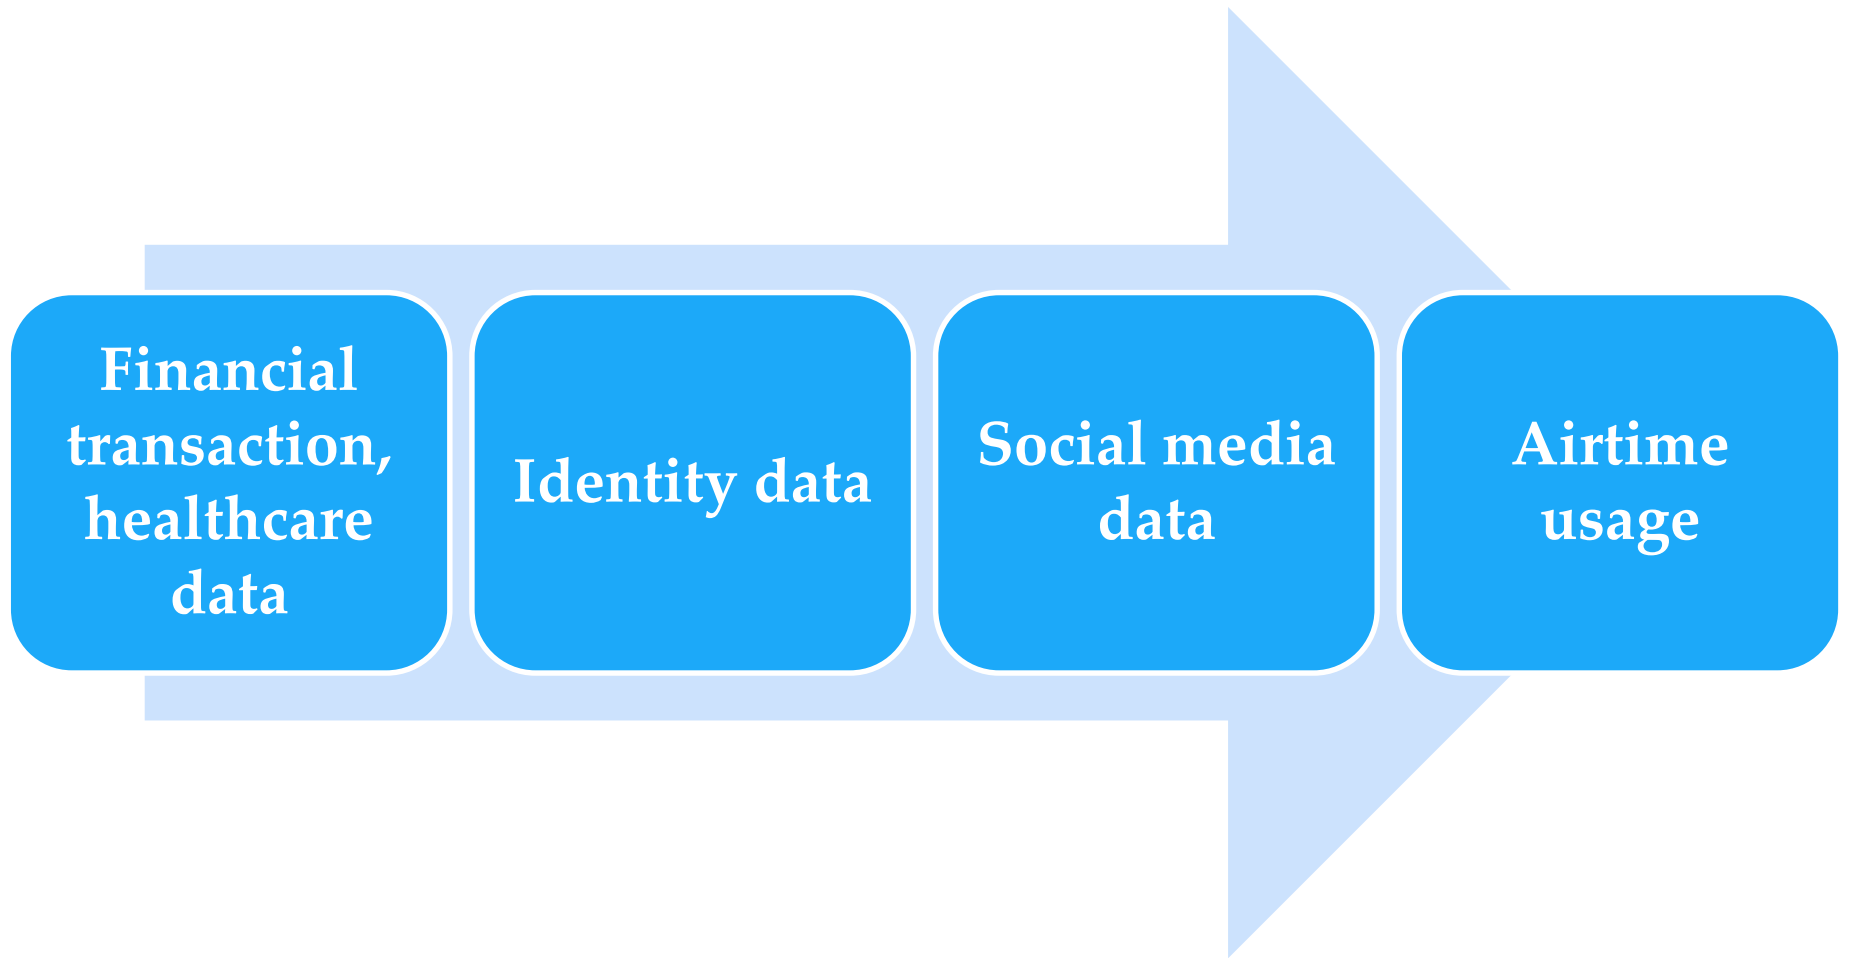 Financial
transaction,
healthcare
data
Identity data
Social media
data
Airtime
usage